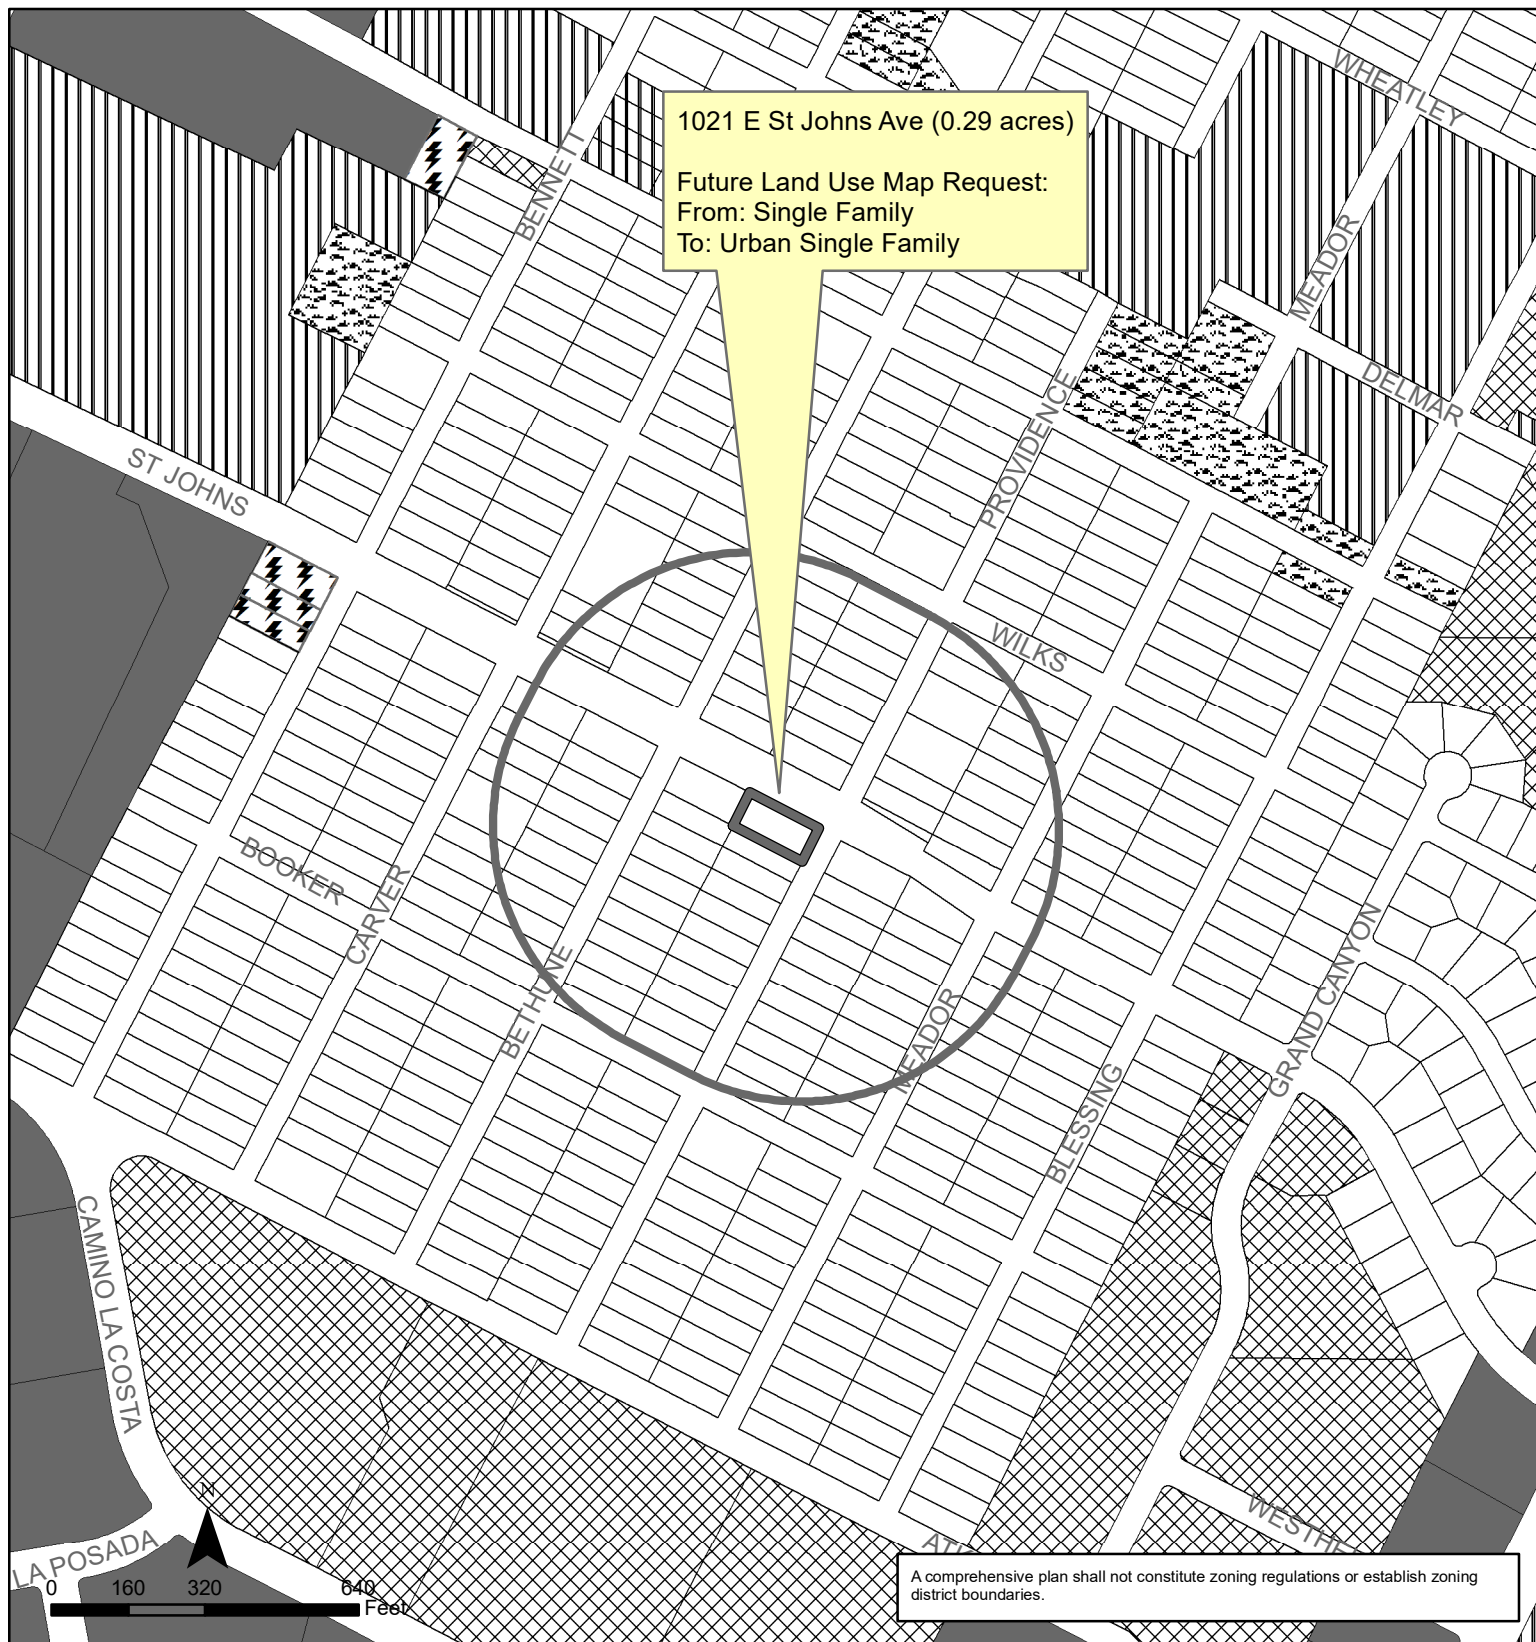 WHEATLEY
1021 E St Johns Ave (0.29 acres)
Future Land Use Map Request:
From: Single Family
To: Urban Single Family
BENNETT
MEADOR
DELMAR
PROVIDENCE
ST JOHNS
WILKS
BOOKER
CARVER
BETHUNE
MEADOR
GRAND CANYON
BLESSING
CAMINO LA COSTA
N
LA POSADA
0 160 320 640
Feet
A comprehensive plan shall not constitute zoning regulations or establish zoning
district boundaries.